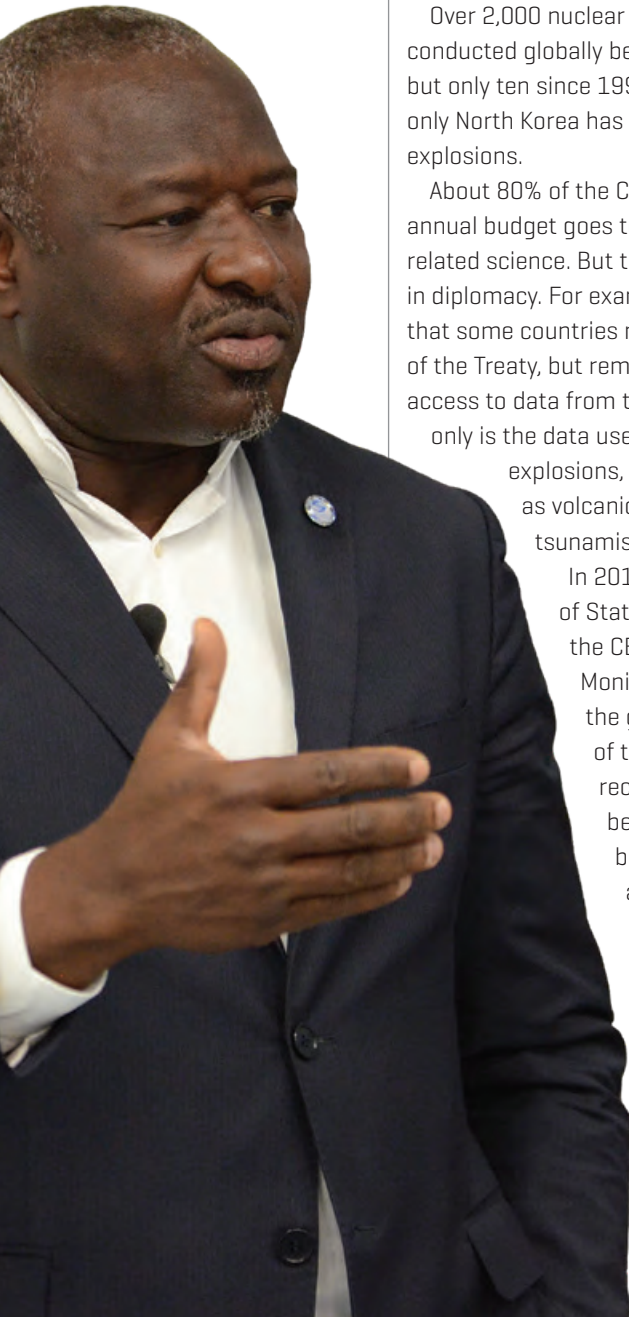 Over 2,000 nuclear
conducted globally be
but only ten since 199
only North Korea has
explosions.
About 80% of the C
annual budget goes t
related science. But t
in diplomacy. For exar
that some countries r
of the Treaty, but rem
access to data from t
only is the data use
explosions,
as volcanic
tsunamis
In 201
of Stat
the CE
Moni
the g
of t
rec
be
b
a